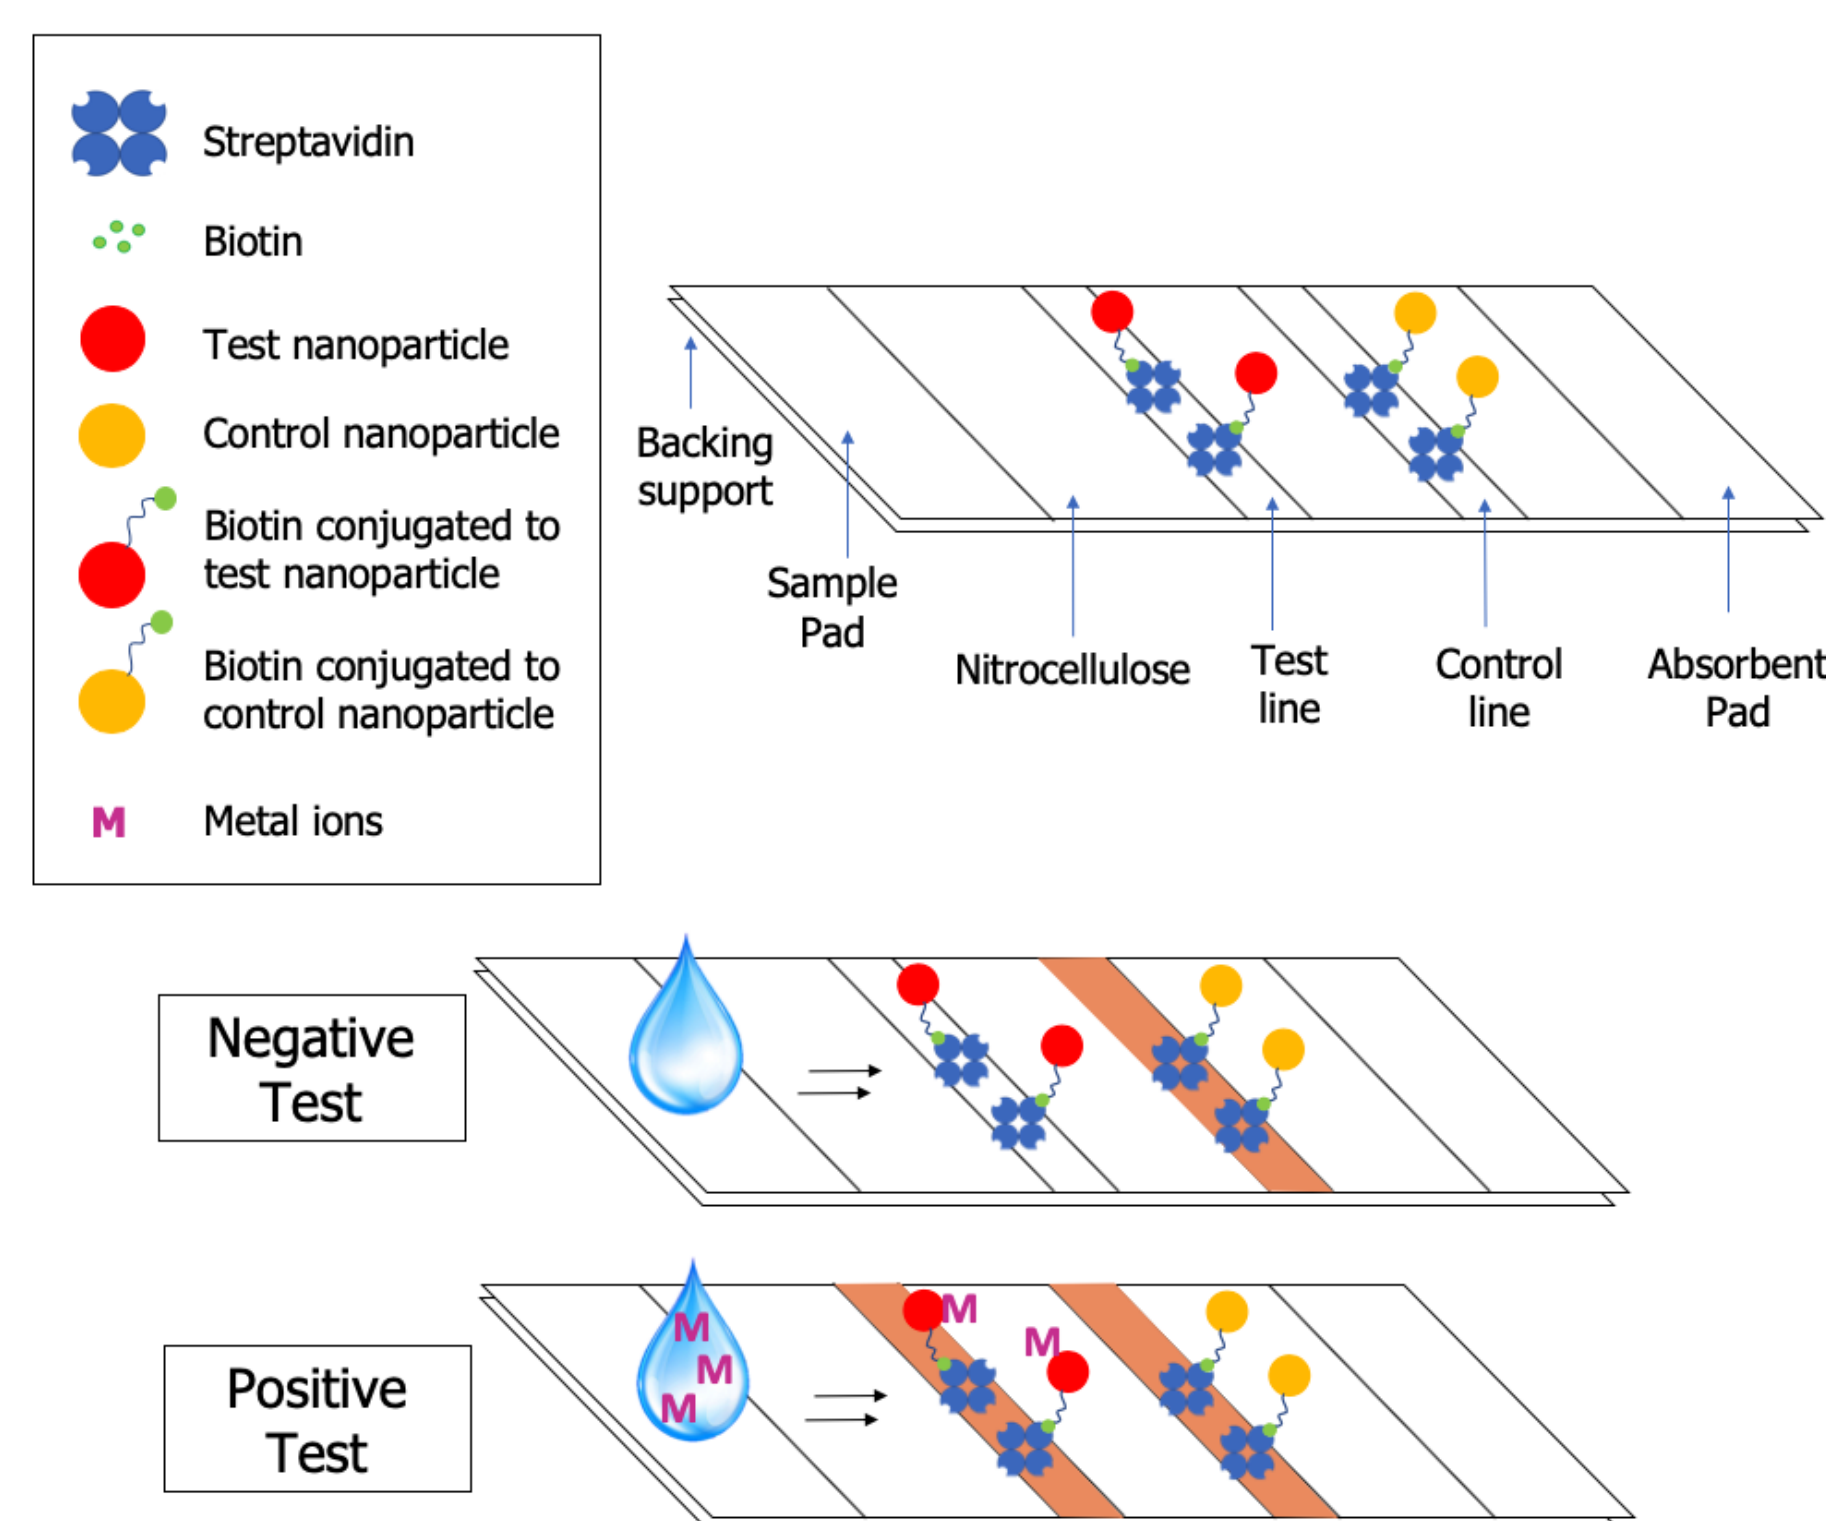 Streptavidin
Biotin
Test nanoparticle
Control nanoparticle
Biotin conjugated to
test nanoparticle
Biotin conjugated to
control nanoparticle
M
Metal ions
Backing
support
Sample
Pad
Nitrocellulose
Test
line
Control
line
Absorbent
Pad
Negative
Test
Positive
Test
M
M
M
M
M